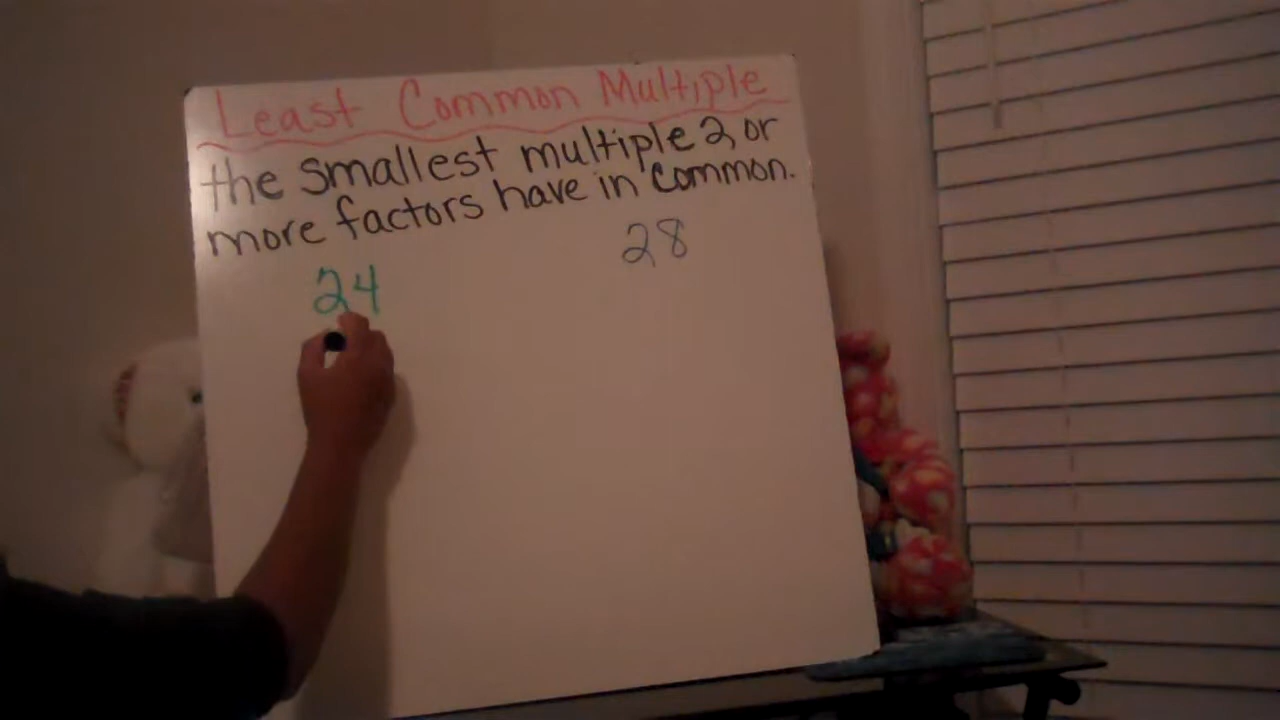 Least Common Multiple
the smallest multiple 2 or
more factors have in common.
24 28